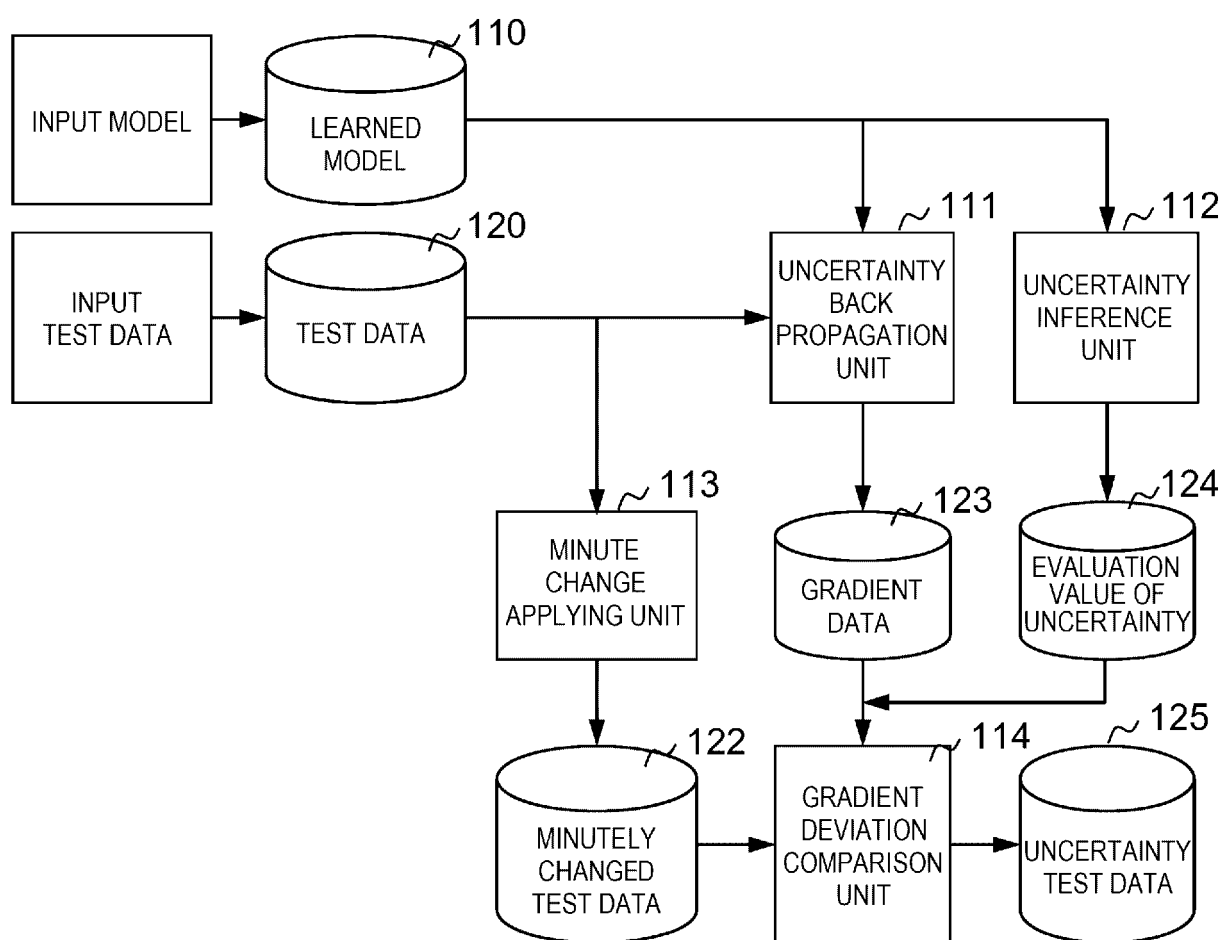 110
INPUT MODEL
LEARNED
MODEL
120
111
112
INPUT
TEST DATA
TEST DATA
UNCERTAINTY
BACK
PROPAGATION
UNIT
UNCERTAINTY
INFERENCE
UNIT
113
123
124
MINUTE
CHANGE
APPLYING UNIT
GRADIENT
DATA
EVALUATION
VALUE OF
UNCERTAINTY
122
114
125
MINUTELY
CHANGED
TEST DATA
GRADIENT
DEVIATION
COMPARISON
UNIT
UNCERTAINTY
TEST DATA